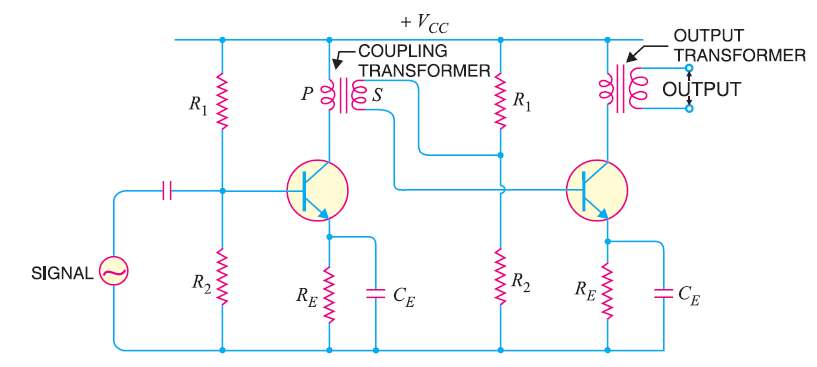 + V_CC
COUPLING
TRANSFORMER
OUTPUT
TRANSFORMER
R_1
P
S
R_1
OUTPUT
SIGNAL
R_2
R_E
C_E
R_2
R_E
C_E